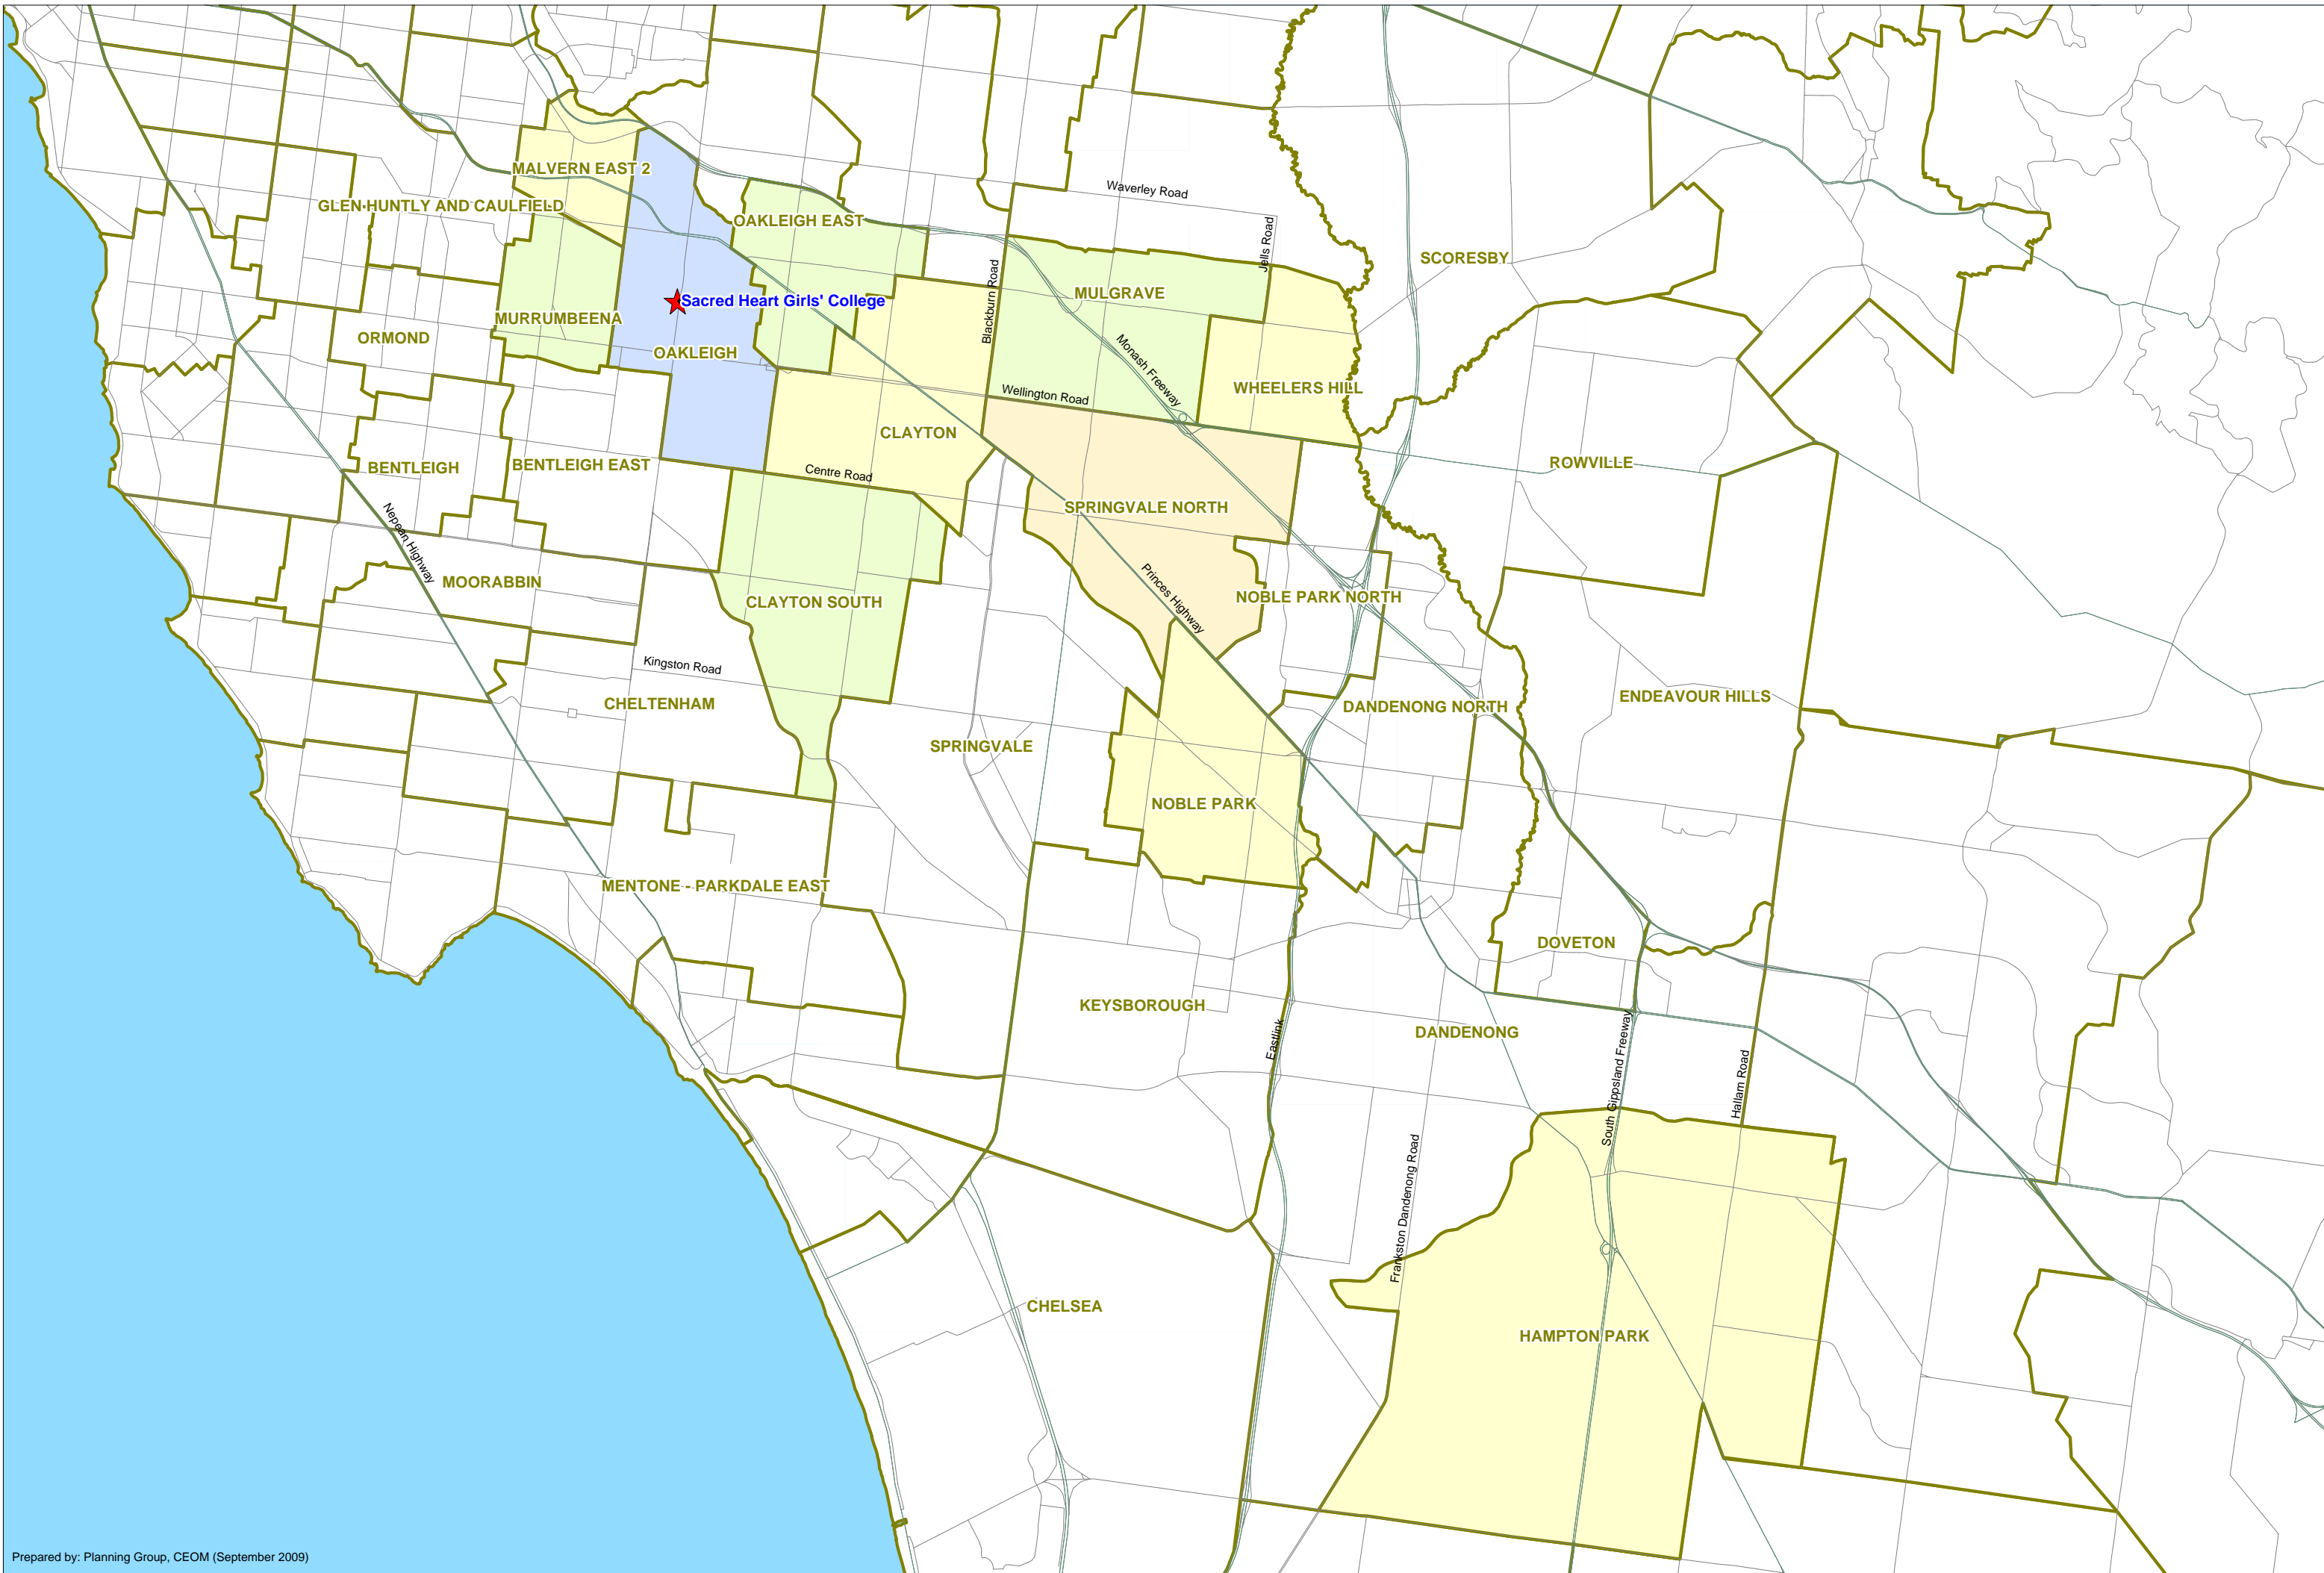 MALVERN EAST 2
Waverley Road
GLEN HUNTLY AND CAULFIELD
OAKLEIGH EAST
Jells Road
SCORESBY
Blackburn Road
MULGRAVE
Sacred Heart Girls' College
MURRUMBEENA
ORMOND
OAKLEIGH
Monash Freeway
WHEELERS HILL
Wellington Road
CLAYTON
BENTLEIGH
BENTLEIGH EAST
Centre Road
ROWVILLE
SPRINGVALE NORTH
Nepean Highway
MOORABBIN
CLAYTON SOUTH
Princes Highway
NOBLE PARK NORTH
Kingston Road
CHELTENHAM
DANDENONG NORTH
ENDEAVOUR HILLS
SPRINGVALE
NOBLE PARK
MENTONE - PARKDALE EAST
DOVETON
KEYSBOROUGH
Eastlink
DANDENONG
South Gippsland Freeway
Hallam Road
Frankston Dandenong Road
CHELSEA
HAMPTON PARK
Prepared by: Planning Group, CEOM (September 2009)